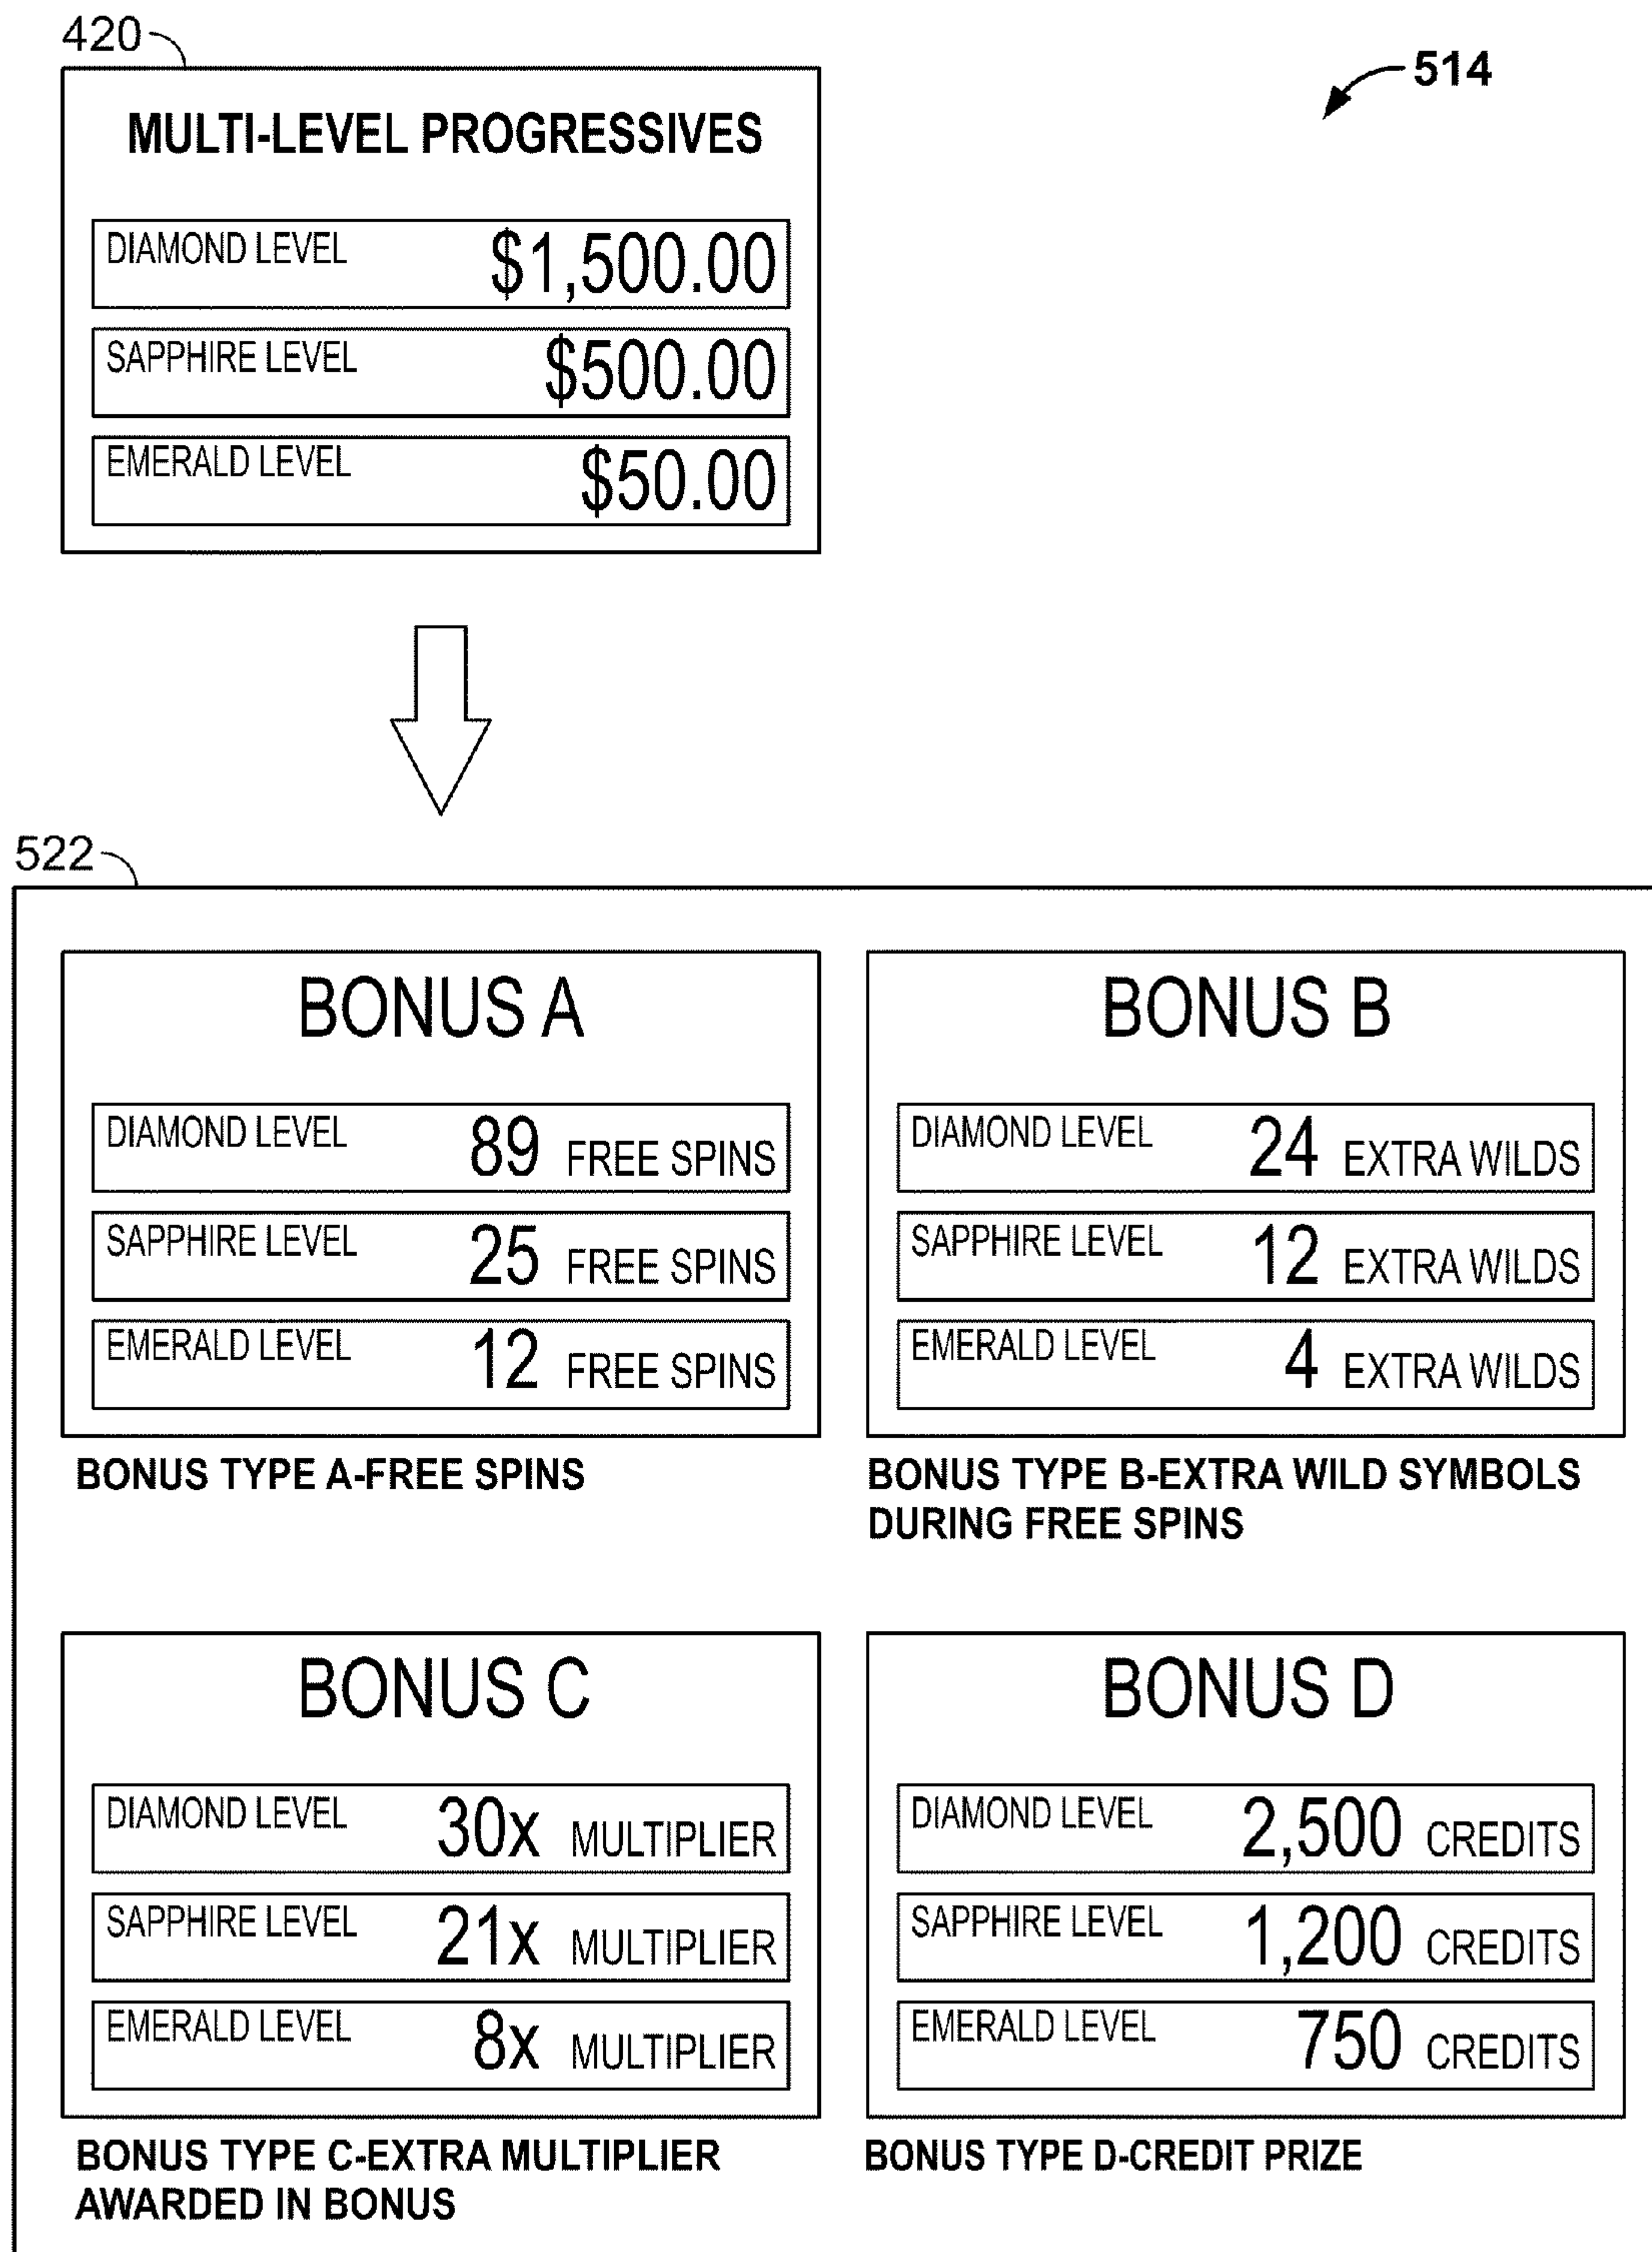 420
514
MULTI-LEVEL PROGRESSIVES
DIAMOND LEVEL $1,500.00
SAPPHIRE LEVEL $500.00
EMERALD LEVEL $50.00
522
BONUS A
DIAMOND LEVEL 89 FREE SPINS
SAPPHIRE LEVEL 25 FREE SPINS
EMERALD LEVEL 12 FREE SPINS
BONUS TYPE A-FREE SPINS
BONUS B
DIAMOND LEVEL 24 EXTRA WILDS
SAPPHIRE LEVEL 12 EXTRA WILDS
EMERALD LEVEL 4 EXTRA WILDS
BONUS TYPE B-EXTRA WILD SYMBOLS
DURING FREE SPINS
BONUS C
DIAMOND LEVEL 30x MULTIPLIER
SAPPHIRE LEVEL 21x MULTIPLIER
EMERALD LEVEL 8x MULTIPLIER
BONUS TYPE C-EXTRA MULTIPLIER
AWARDED IN BONUS
BONUS D
DIAMOND LEVEL 2,500 CREDITS
SAPPHIRE LEVEL 1,200 CREDITS
EMERALD LEVEL 750 CREDITS
BONUS TYPE D-CREDIT PRIZE